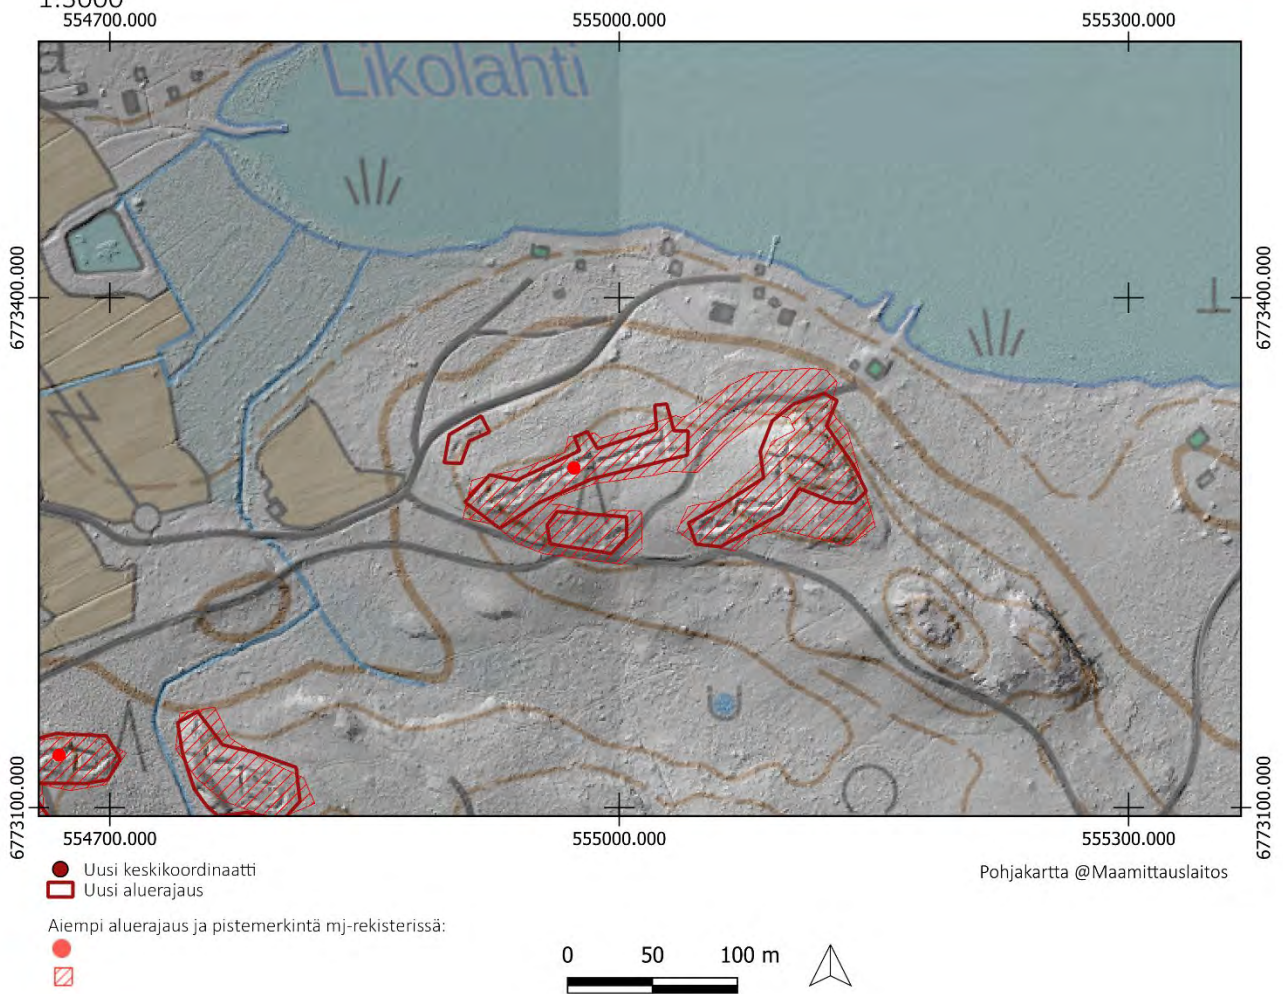 1:5000
554700.000 555000.000 555300.000
a
Likolahti
6773400.000 6773400.000
6773100.000 6773100.000
554700.000 555000.000 555300.000
Uusi keskikoordinaatti
Uusi aluerajaus
Pohjakartta @Maamittauslaitos
Aiempi aluerajaus ja pistemerkintä mj-rekisterissä:
0 50 100 m